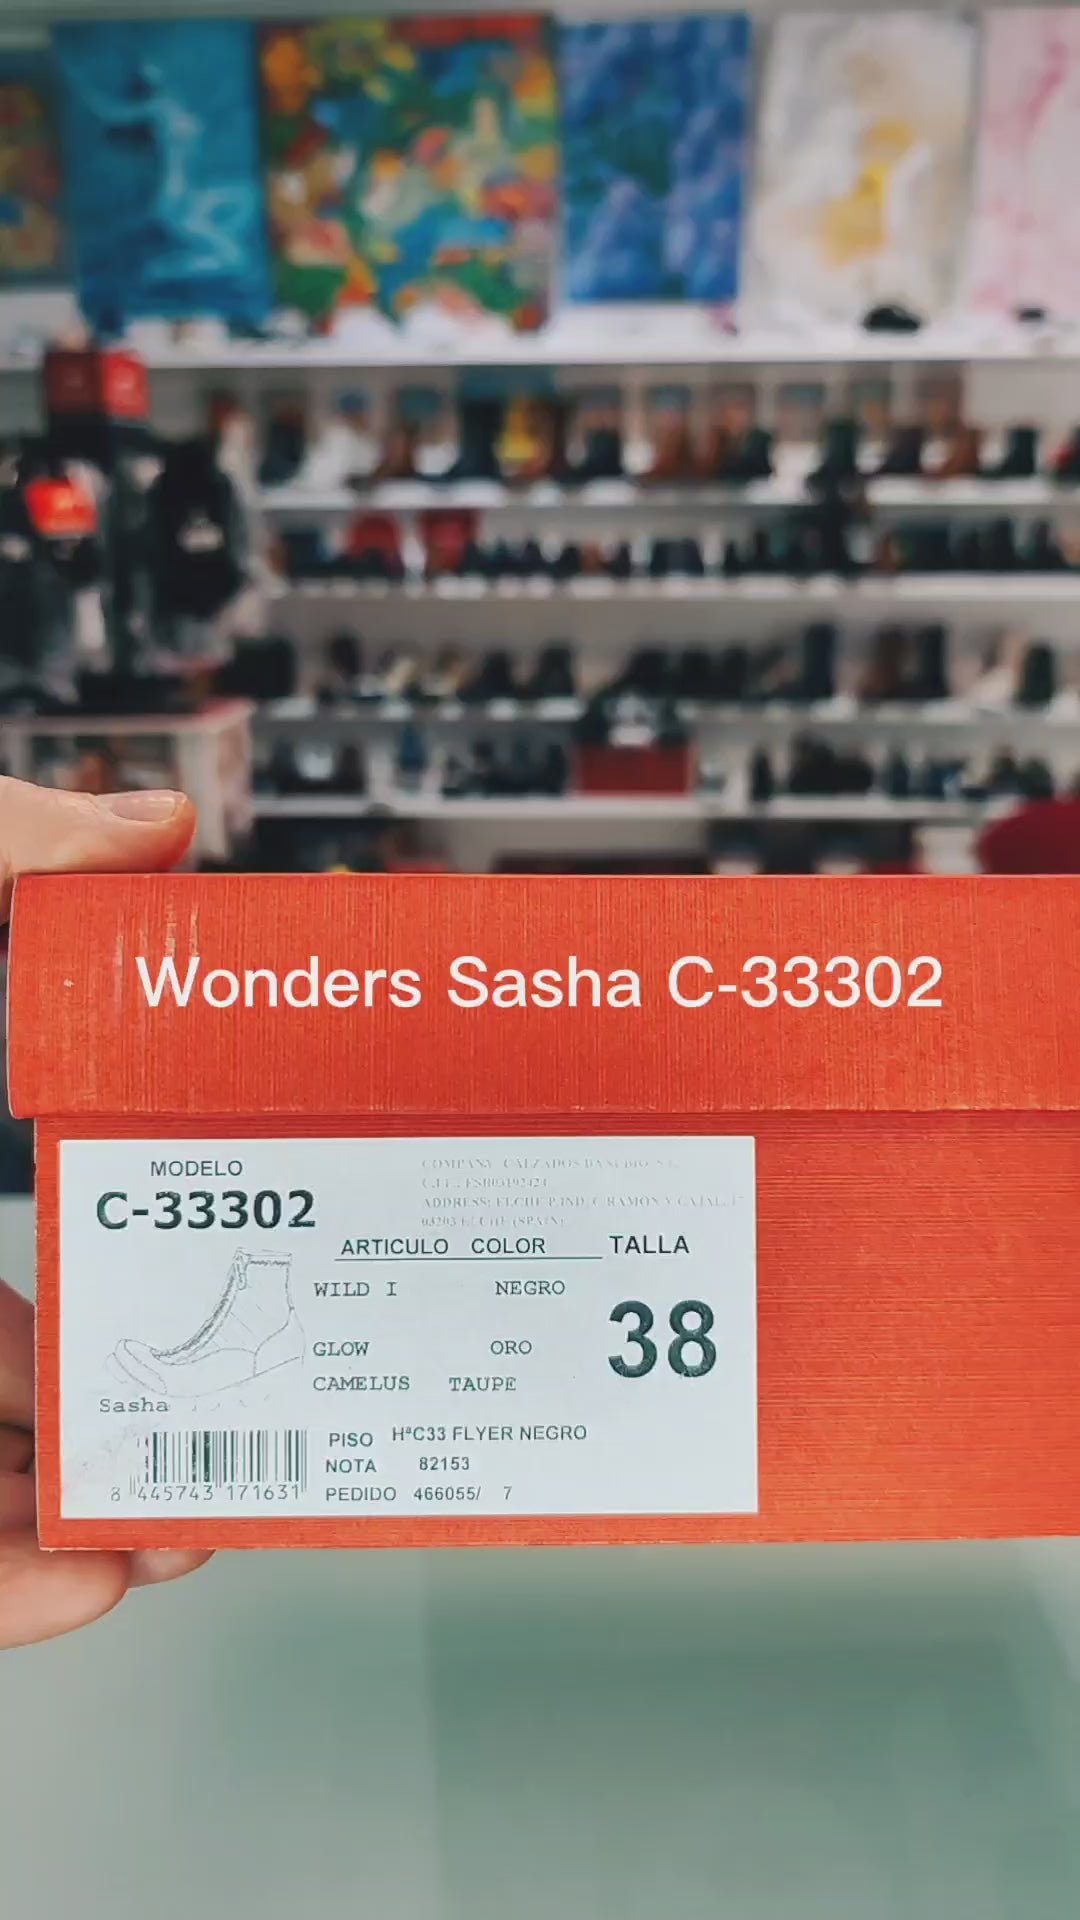 Wonders Sasha C-33302
MODELO
C-33302
ARTICULO COLOR TALLA
WILD I NEGRO
38
GLOW ORO
CAMELUS TAUPE
Sasha
PISO HªC33 FLYER NEGRO
NOTA 82153
PEDIDO 466055/ 7
8 445743 171631